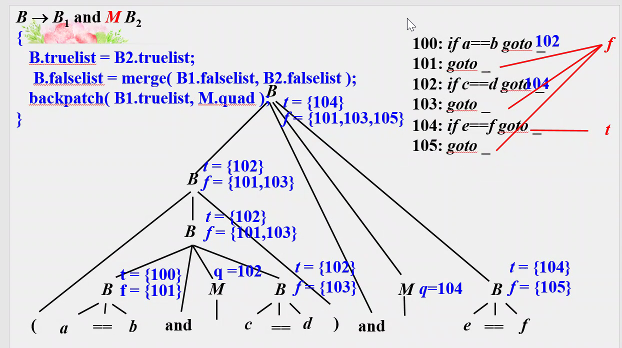 B → B1 and M B2
{
B.truelist = B2.truelist;
B.falselist = merge( B1.falselist, B2.falselist );
backpatch( B1.truelist, M.quad );
}
100: if a==b goto 102
101: goto _
102: if c==d goto 104
103: goto _
104: if e==f goto _
105: goto _
f
t
B
t = {104}
f = {101,103,105}
B
t = {102}
f = {101,103}
B
t = {102}
f = {101,103}
B
t = {100}
f = {101}
q =102
M
B
t = {102}
f = {103}
M q=104
B
t = {104}
f = {105}
( a == b and c == d ) and e == f